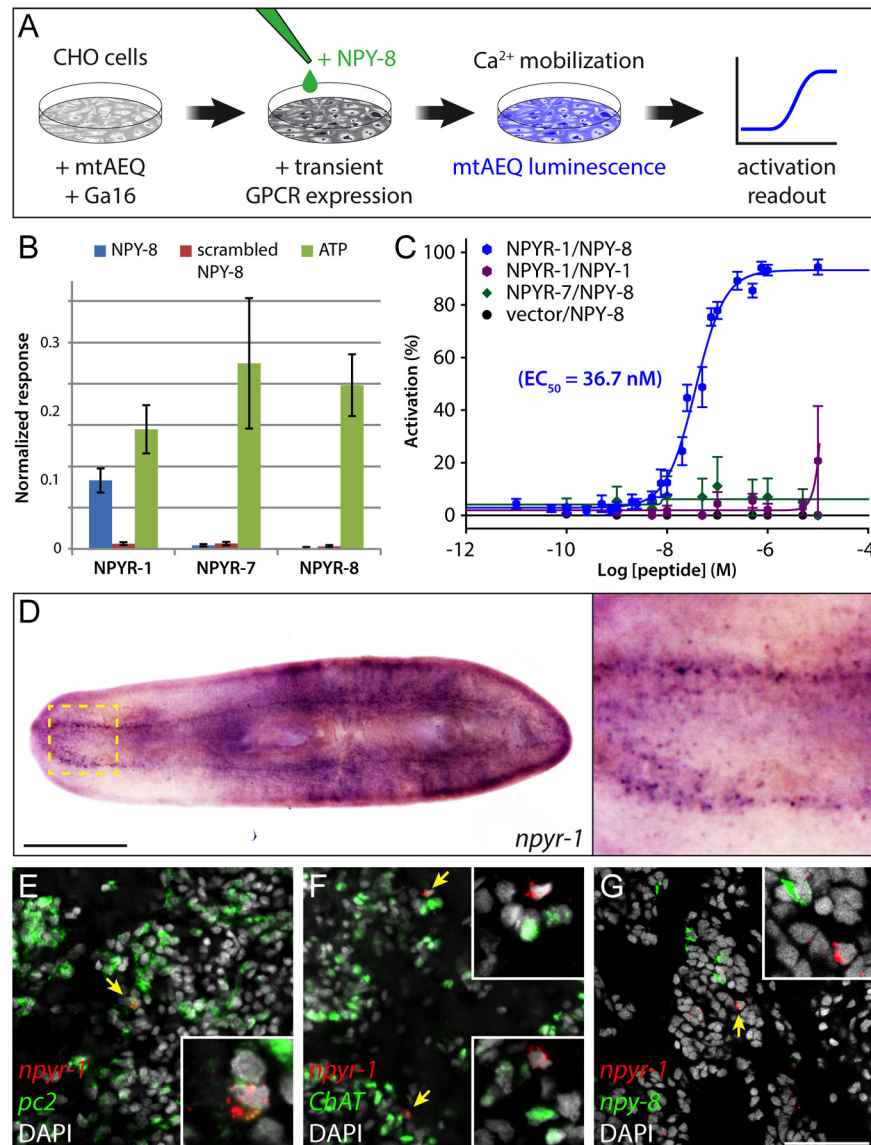 A
CHO cells
+ mtAEQ
+ Ga16
+ NPY-8
+ transient
GPCR expression
Ca²⁺ mobilization
mtAEQ luminescence
activation
readout
B
NPY-8
scrambled
NPY-8
ATP
Normalized response
0.3
0.2
0.1
0
NPYR-1
NPYR-7
NPYR-8
C
NPYR-1/NPY-8
NPYR-1/NPY-1
NPYR-7/NPY-8
vector/NPY-8
(EC₅₀ = 36.7 nM)
Activation (%)
100
80
60
40
20
0
-12
-10
-8
-6
-4
Log [peptide] (M)
D
npyr-1
E
npyr-1
pc2
DAPI
F
npyr-1
ChAT
DAPI
G
npyr-1
npy-8
DAPI